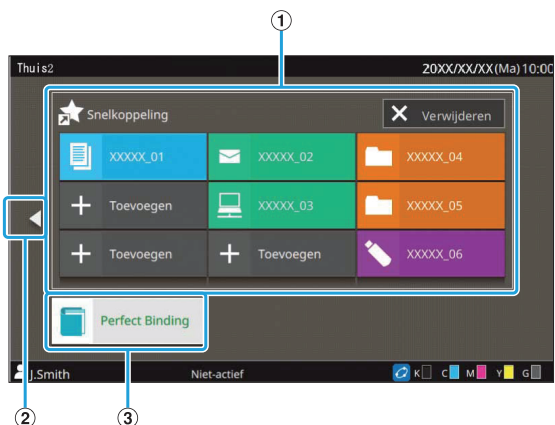 1
Thuis2 20XX/XX/XX(Ma)10:00
Snelkoppeling Verwijderen
XXXXX_01 XXXXX_02 XXXXX_04
Toevoegen XXXXX_03 XXXXX_05
Toevoegen Toevoegen XXXXX_06
Perfect Binding
J.Smith Niet-actief K C M Y G
2 3